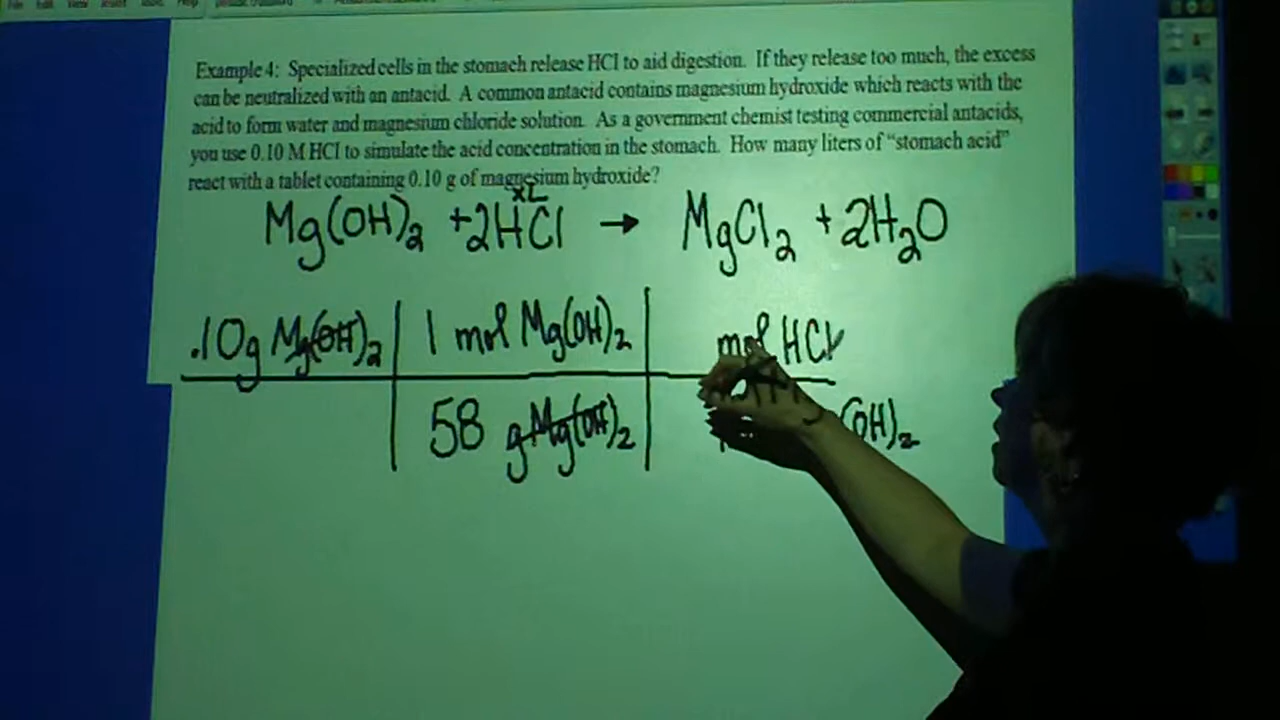 Example 4: Specialized cells in the stomach release HCl to aid digestion. If they release too much, the excess
can be neutralized with an antacid. A common antacid contains magnesium hydroxide which reacts with the
acid to form water and magnesium chloride solution. As a government chemist testing commercial antacids,
you use 0.10 M HCl to simulate the acid concentration in the stomach. How many liters of “stomach acid”
react with a tablet containing 0.10 g of magnesium hydroxide?
xL
Mg(OH)₂ +2HCl → MgCl₂ +2H₂O
.10g Mg(OH)₂ 1 mol Mg(OH)₂ mol HCl
58 gMg(OH)₂ (OH)₂